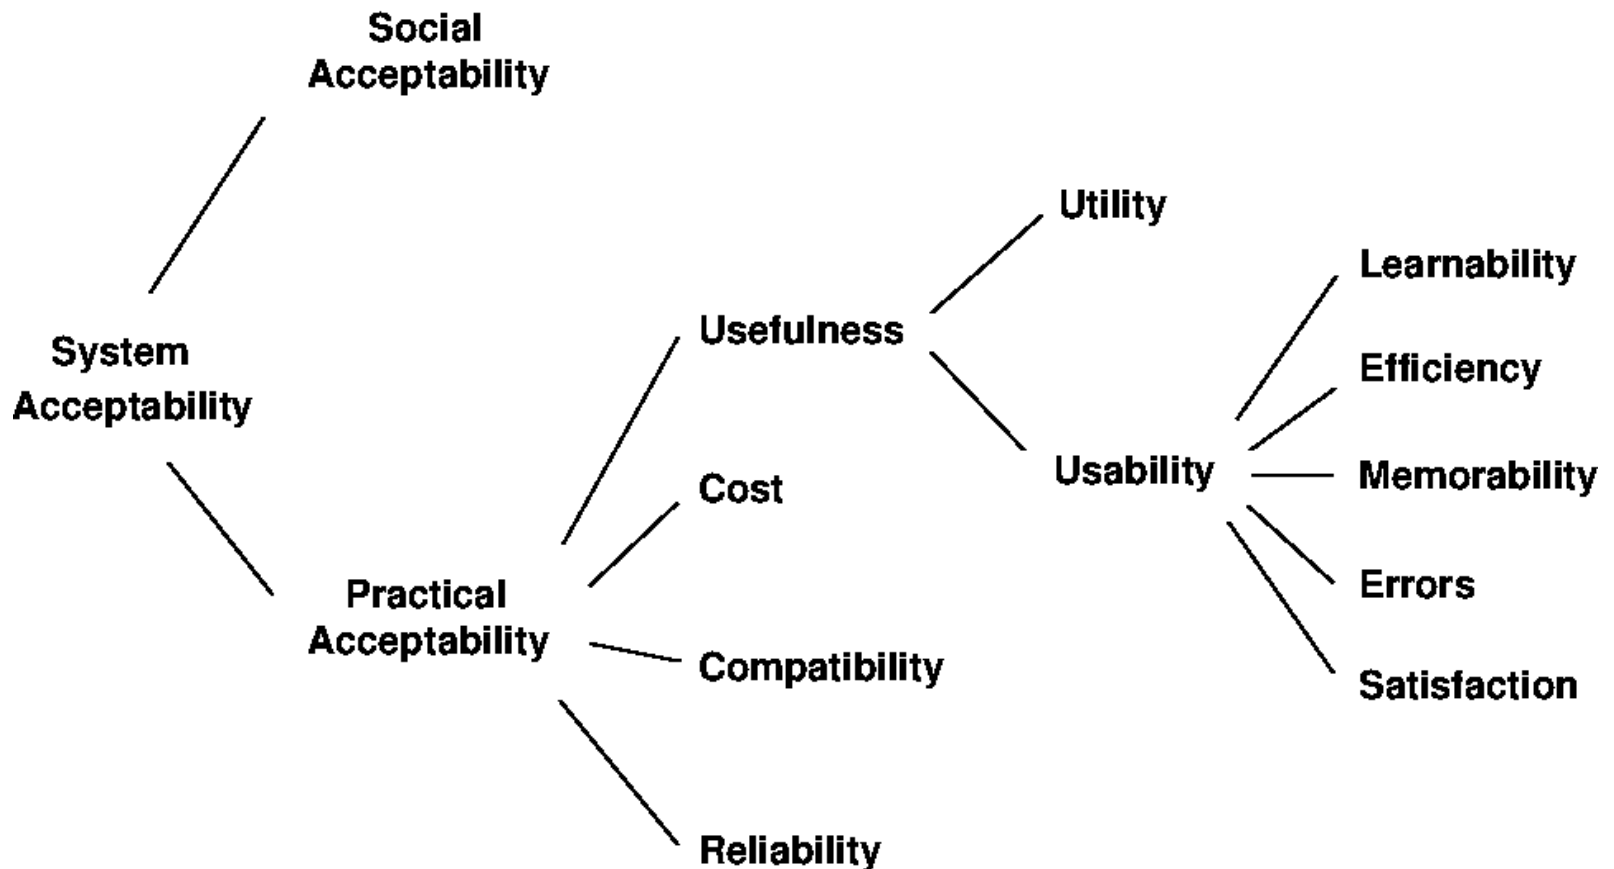 Social
Acceptability
System
Acceptability
Practical
Acceptability
Usefulness
Cost
Compatibility
Reliability
Utility
Usability
Learnability
Efficiency
Memorability
Errors
Satisfaction